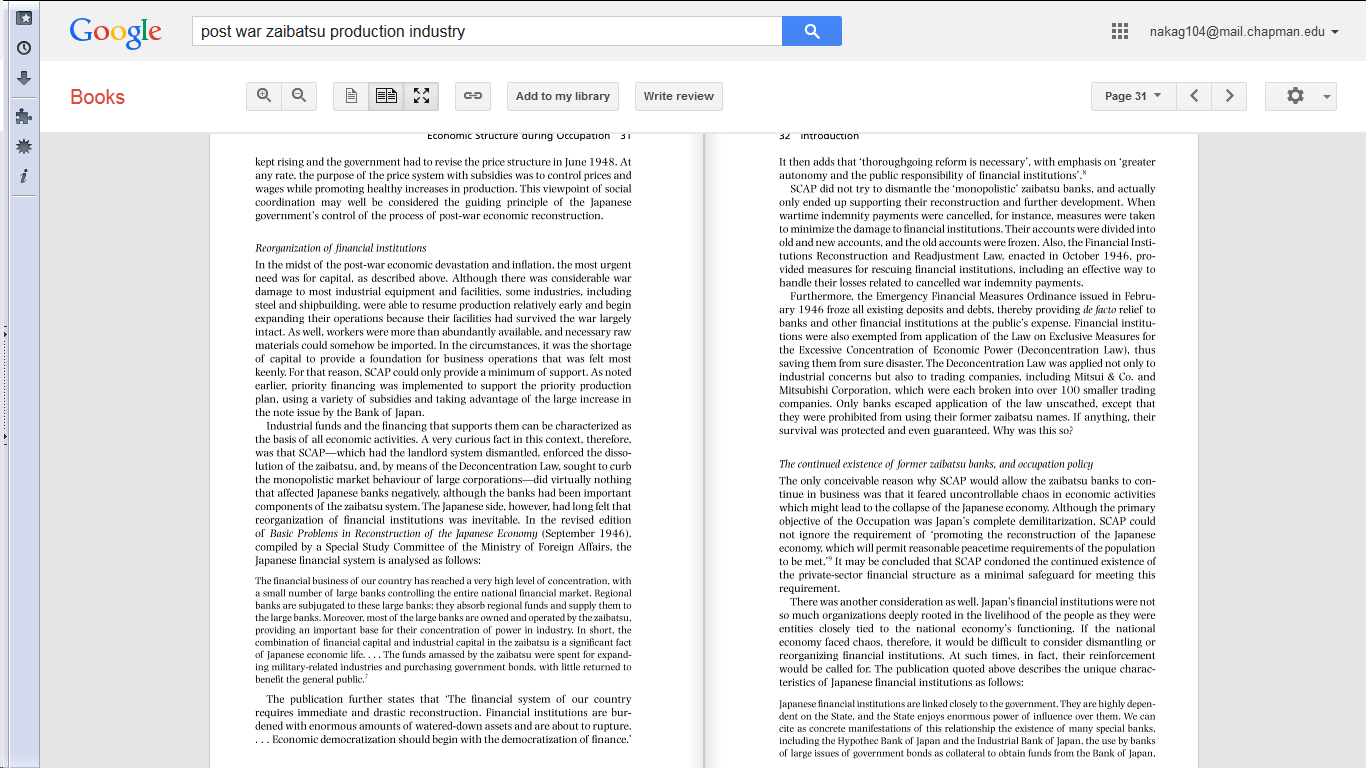 Google
post war zaibatsu production industry
nakag104@mail.chapman.edu
Books
Add to my library
Write review
Page 31
Economic Structure during Occupation 31
kept rising and the government had to revise the price structure in June 1948. At
any rate, the purpose of the price system with subsidies was to control prices and
wages while promoting healthy increases in production. This viewpoint of social
coordination may well be considered the guiding principle of the Japanese
government's control of the process of post-war economic reconstruction.
Reorganization of financial institutions
In the midst of the post-war economic devastation and inflation, the most urgent
need was for capital, as described above. Although there was considerable war
damage to most industrial equipment and facilities, some industries, including
steel and shipbuilding, were able to resume production relatively early and begin
expanding their operations because their facilities had survived the war largely
intact. As well, workers were more than abundantly available, and necessary raw
materials could somehow be imported. In the circumstances, it was the shortage
of capital to provide a foundation for business operations that was felt most
keenly. For that reason, SCAP could only provide a minimum of support. As noted
earlier, priority financing was implemented to support the priority production
plan, using a variety of subsidies and taking advantage of the large increase in
the note issue by the Bank of Japan.
Industrial funds and the financing that supports them can be characterized as
the basis of all economic activities. A very curious fact in this context, therefore,
was that SCAP—which had the landlord system dismantled, enforced the disso-
lution of the zaibatsu, and, by means of the Deconcentration Law, sought to curb
the monopolistic market behaviour of large corporations—did virtually nothing
that affected Japanese banks negatively, although the banks had been important
components of the zaibatsu system. The Japanese side, however, had long felt that
reorganization of financial institutions was inevitable. In the revised edition
of Basic Problems in Reconstruction of the Japanese Economy (September 1946),
compiled by a Special Study Committee of the Ministry of Foreign Affairs, the
Japanese financial system is analysed as follows:
The financial business of our country has reached a very high level of concentration, with
a small number of large banks controlling the entire national financial market. Regional
banks are subjugated to these large banks; they absorb regional funds and supply them to
the large banks. Moreover, most of the large banks are owned and operated by the zaibatsu,
providing an important base for their concentration of power in industry. In short, the
combination of financial capital and industrial capital in the zaibatsu is a significant fact
of Japanese economic life. . . . The funds amassed by the zaibatsu were spent for expand-
ing military-related industries and purchasing government bonds, with little returned to
benefit the general public.7
The publication further states that 'The financial system of our country
requires immediate and drastic reconstruction. Financial institutions are bur-
dened with enormous amounts of watered-down assets and are about to rupture.
. . . Economic democratization should begin with the democratization of finance.'
32 Introduction
It then adds that 'thoroughgoing reform is necessary', with emphasis on 'greater
autonomy and the public responsibility of financial institutions'.8
SCAP did not try to dismantle the 'monopolistic' zaibatsu banks, and actually
only ended up supporting their reconstruction and further development. When
wartime indemnity payments were cancelled, for instance, measures were taken
to minimize the damage to financial institutions. Their accounts were divided into
old and new accounts, and the old accounts were frozen. Also, the Financial Insti-
tutions Reconstruction and Readjustment Law, enacted in October 1946, pro-
vided measures for rescuing financial institutions, including an effective way to
handle their losses related to cancelled war indemnity payments.
Furthermore, the Emergency Financial Measures Ordinance issued in Febru-
ary 1946 froze all existing deposits and debts, thereby providing de facto relief to
banks and other financial institutions at the public's expense. Financial institu-
tions were also exempted from application of the Law on Exclusive Measures for
the Excessive Concentration of Economic Power (Deconcentration Law), thus
saving them from sure disaster. The Deconcentration Law was applied not only to
industrial concerns but also to trading companies, including Mitsui & Co. and
Mitsubishi Corporation, which were each broken into over 100 smaller trading
companies. Only banks escaped application of the law unscathed, except that
they were prohibited from using their former zaibatsu names. If anything, their
survival was protected and even guaranteed. Why was this so?
The continued existence of former zaibatsu banks, and occupation policy
The only conceivable reason why SCAP would allow the zaibatsu banks to con-
tinue in business was that it feared uncontrollable chaos in economic activities
which might lead to the collapse of the Japanese economy. Although the primary
objective of the Occupation was Japan's complete demilitarization, SCAP could
not ignore the requirement of 'promoting the reconstruction of the Japanese
economy, which will permit reasonable peacetime requirements of the population
to be met.'9 It may be concluded that SCAP condoned the continued existence of
the private-sector financial structure as a minimal safeguard for meeting this
requirement.
There was another consideration as well. Japan's financial institutions were not
so much organizations deeply rooted in the livelihood of the people as they were
entities closely tied to the national economy's functioning. If the national
economy faced chaos, therefore, it would be difficult to consider dismantling or
reorganizing financial institutions. At such times, in fact, their reinforcement
would be called for. The publication quoted above describes the unique charac-
teristics of Japanese financial institutions as follows:
Japanese financial institutions are linked closely to the government. They are highly depen-
dent on the State, and the State enjoys enormous power of influence over them. We can
cite as concrete manifestations of this relationship the existence of many special banks,
including the Hypothec Bank of Japan and the Industrial Bank of Japan, the use by banks
of large issues of government bonds as collateral to obtain funds from the Bank of Japan,